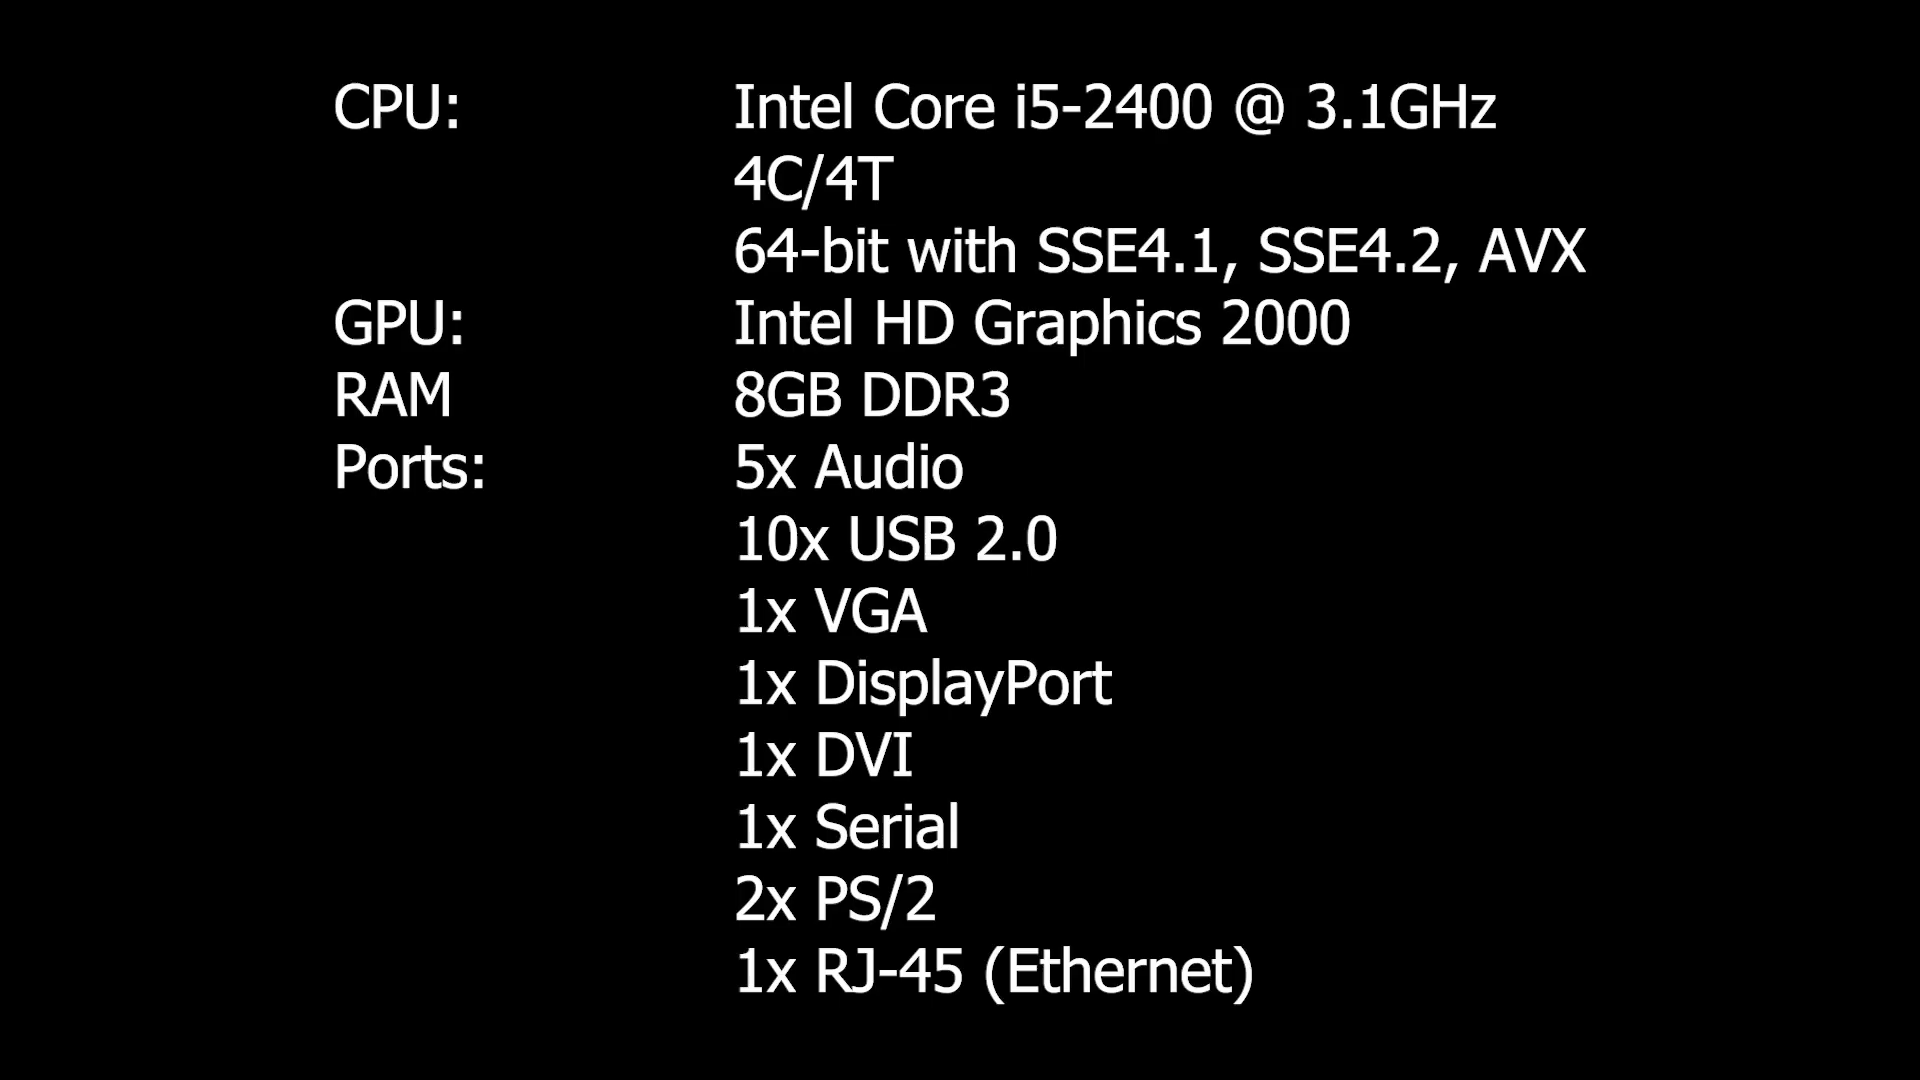 CPU: Intel Core i5-2400 @ 3.1GHz
4C/4T
64-bit with SSE4.1, SSE4.2, AVX
GPU: Intel HD Graphics 2000
RAM 8GB DDR3
Ports: 5x Audio
10x USB 2.0
1x VGA
1x DisplayPort
1x DVI
1x Serial
2x PS/2
1x RJ-45 (Ethernet)